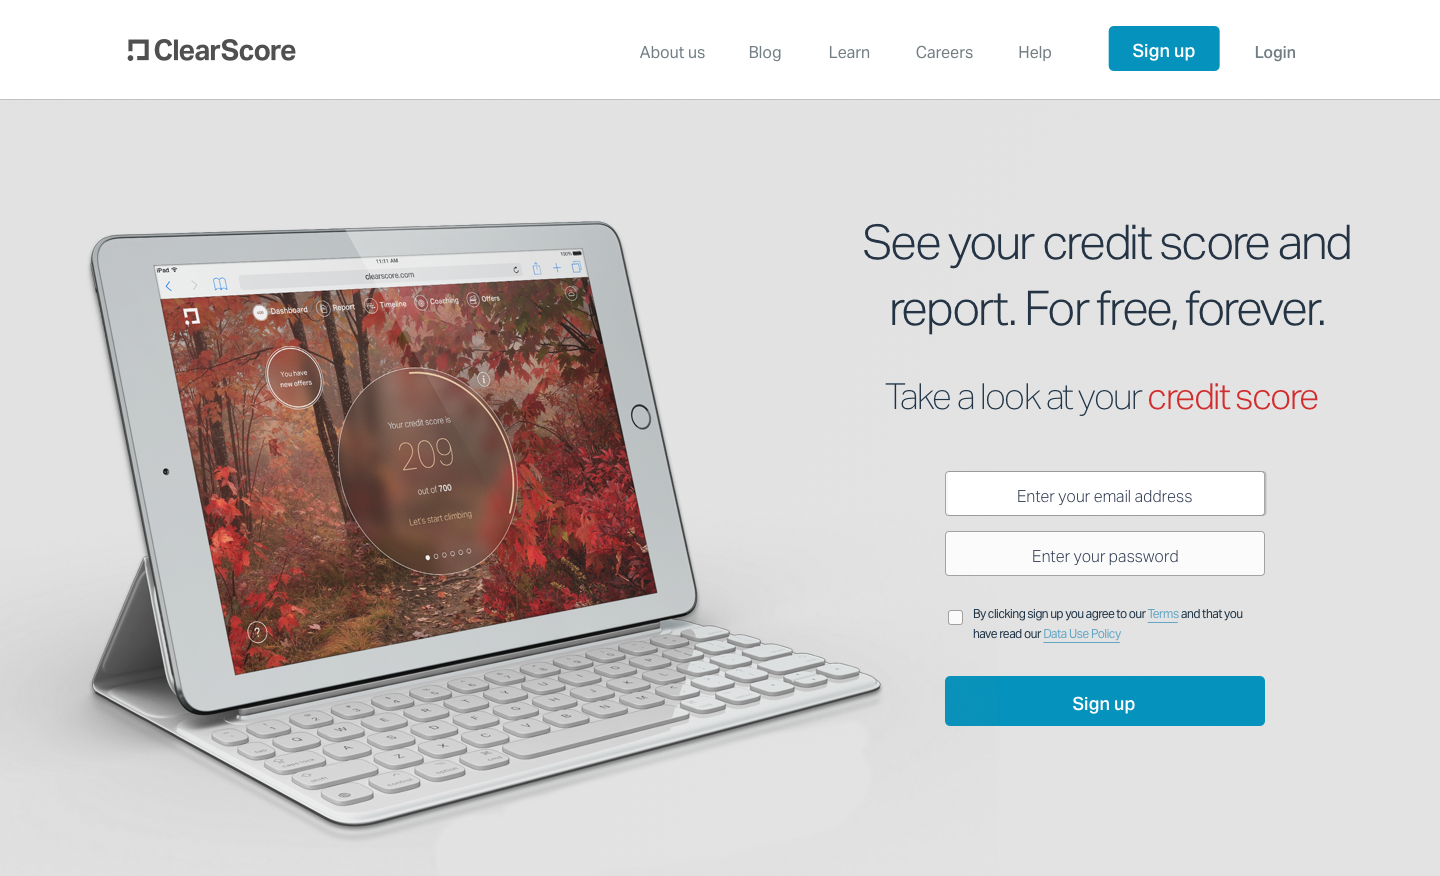 ClearScore
About us
Blog
Learn
Careers
Help
Sign up
Login
See your credit score and
report. For free, forever.
Take a look at your credit score
Enter your email address
Enter your password
By clicking sign up you agree to our Terms and that you
have read our Data Use Policy
Sign up
iPad
11:11 AM
100%
clearscore.com
Dashboard
Report
Timeline
Coaching
Offers
You have
new offers
i
Your credit score is
209
out of 700
Let's start climbing
?